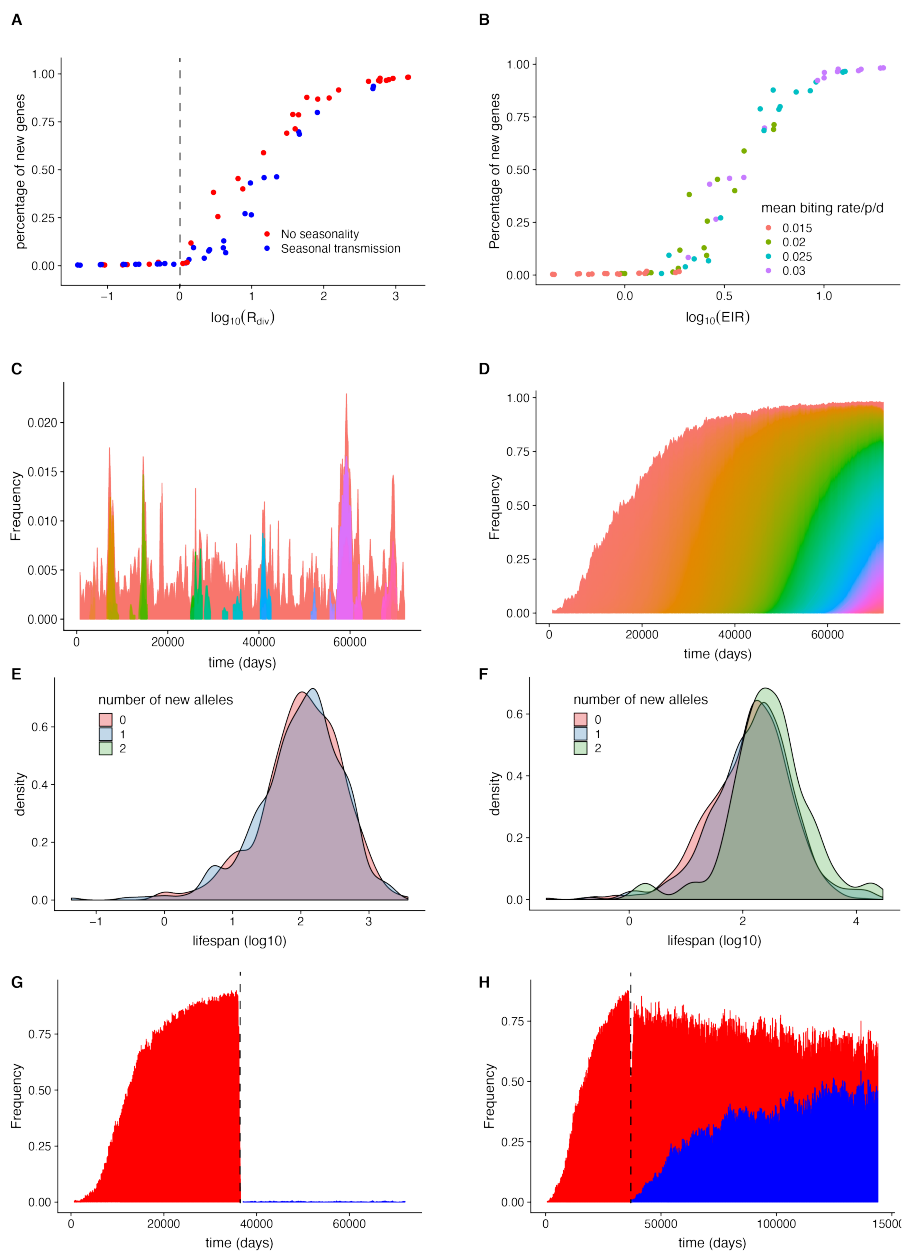 A
percentage of new genes
1.00
0.75
0.50
0.25
0.00
No seasonality
Seasonal transmission
−1
0
1
2
3
log10(Rdiv)
B
Percentage of new genes
1.00
0.75
0.50
0.25
0.00
mean biting rate/p/d
0.015
0.02
0.025
0.03
0.0
0.5
1.0
log10(EIR)
C
Frequency
0.020
0.015
0.010
0.005
0.000
0
20000
40000
60000
time (days)
D
Frequency
1.00
0.75
0.50
0.25
0.00
0
20000
40000
60000
time (days)
E
density
0.6
0.4
0.2
0.0
number of new alleles
0
1
2
−1
0
1
2
3
lifespan (log10)
F
density
0.6
0.4
0.2
0.0
number of new alleles
0
1
2
0
2
4
lifespan (log10)
G
Frequency
0.75
0.50
0.25
0.00
0
20000
40000
60000
time (days)
H
Frequency
0.75
0.50
0.25
0.00
0
50000
100000
15000
time (days)